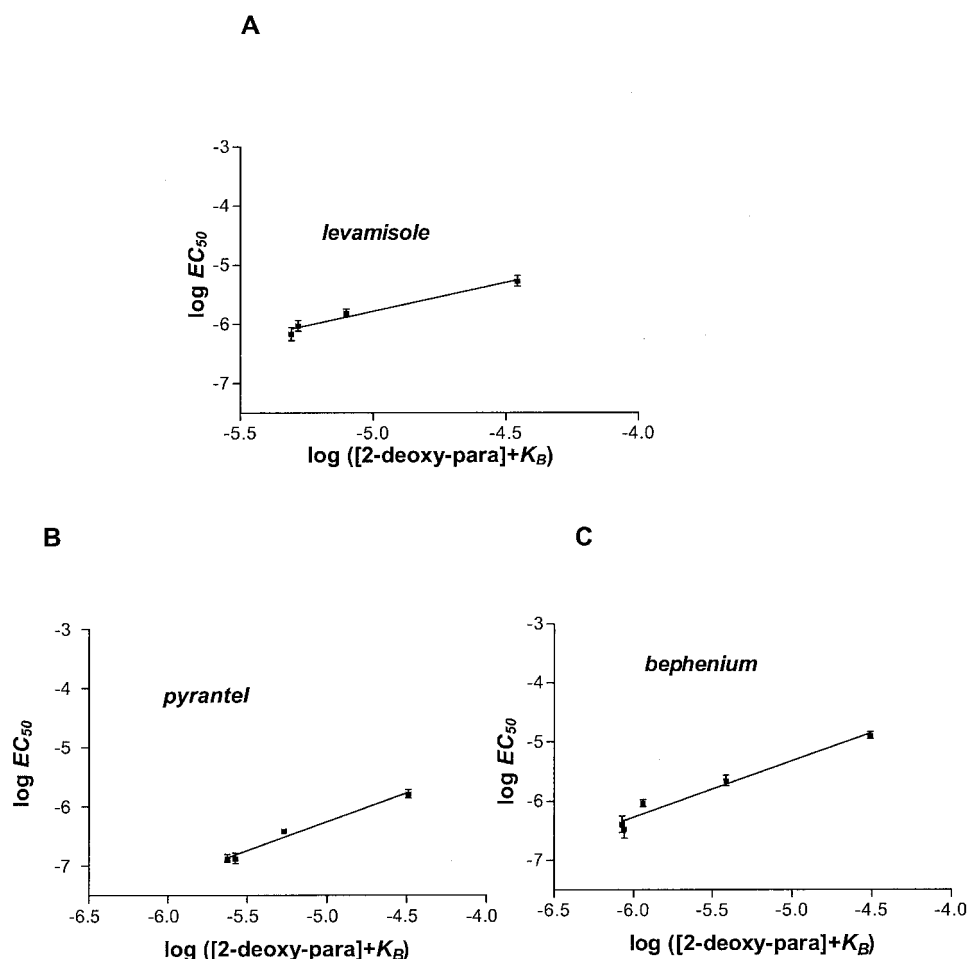 A
-3
-4
levamisole
-5
-6
-7
log EC50
-5.5 -5.0 -4.5 -4.0
log ([2-deoxy-para]+KB)
B
-3
-4
pyrantel
-5
-6
-7
log EC50
-6.5 -6.0 -5.5 -5.0 -4.5 -4.0
log ([2-deoxy-para]+KB)
C
-3
bephenium
-4
-5
-6
-7
log EC50
-6.5 -6.0 -5.5 -5.0 -4.5 -4.0
log ([2-deoxy-para]+KB)